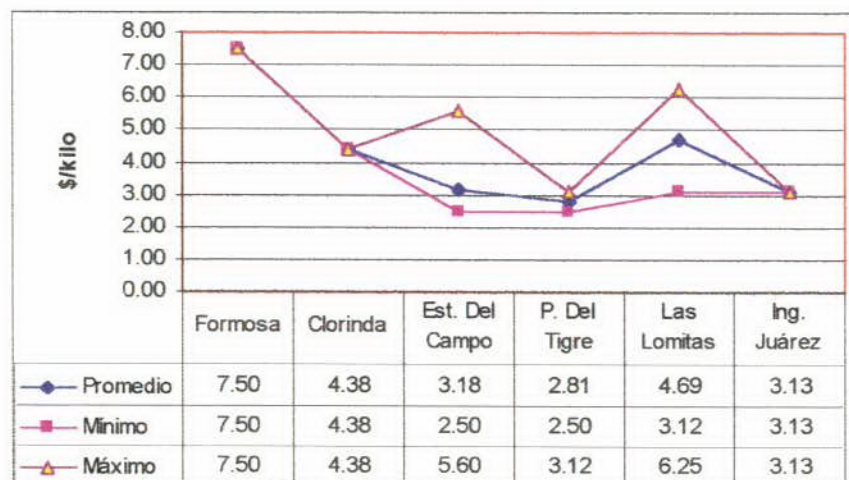 8.00
7.00
6.00
5.00
4.00
3.00
2.00
1.00
0.00
$/kilo
Formosa Clorinda Est. Del Campo P. Del Tigre Las Lomitas Ing. Juárez
Promedio 7.50 4.38 3.18 2.81 4.69 3.13
Mínimo 7.50 4.38 2.50 2.50 3.12 3.13
Máximo 7.50 4.38 5.60 3.12 6.25 3.13